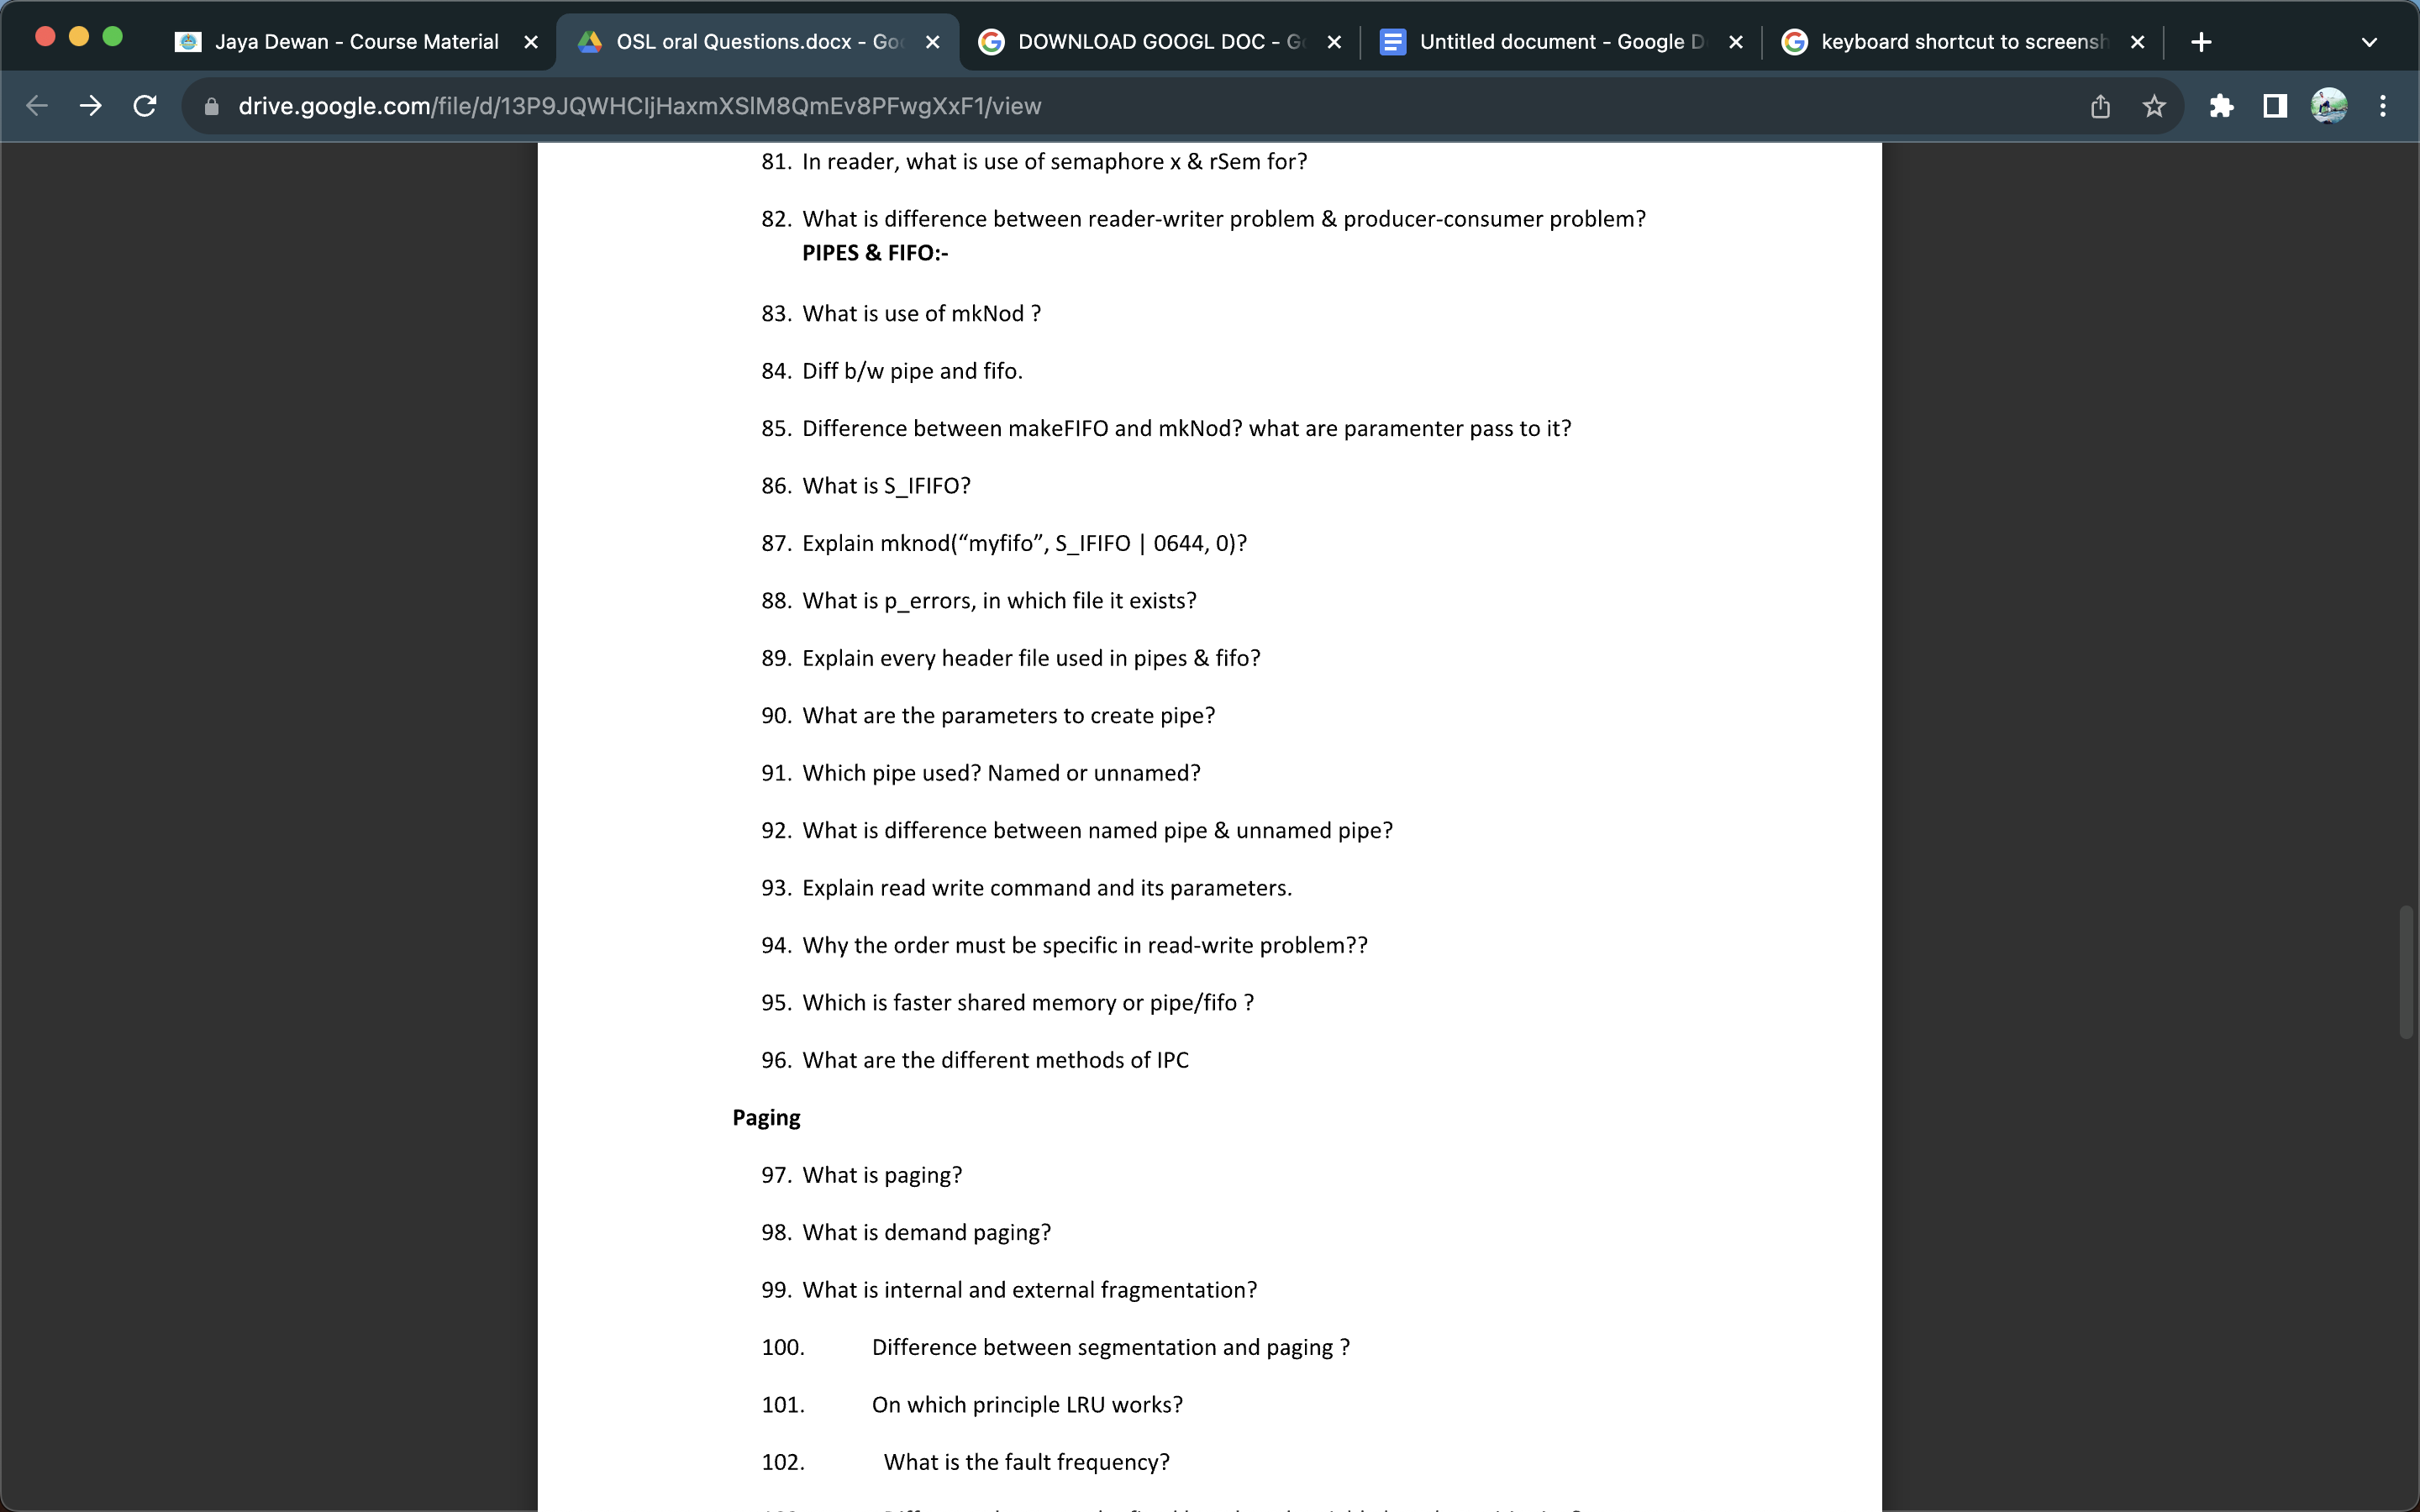 Jaya Dewan - Course Material
OSL oral Questions.docx - Goo
DOWNLOAD GOOGL DOC - G
Untitled document - Google D
keyboard shortcut to screensh
drive.google.com/file/d/13P9JQWHCIjHaxmXSlM8QmEv8PFwgXxF1/view
81. In reader, what is use of semaphore x & rSem for?
82. What is difference between reader-writer problem & producer-consumer problem?
PIPES & FIFO:-
83. What is use of mkNod ?
84. Diff b/w pipe and fifo.
85. Difference between makeFIFO and mkNod? what are paramenter pass to it?
86. What is S_IFIFO?
87. Explain mknod(“myfifo”, S_IFIFO | 0644, 0)?
88. What is p_errors, in which file it exists?
89. Explain every header file used in pipes & fifo?
90. What are the parameters to create pipe?
91. Which pipe used? Named or unnamed?
92. What is difference between named pipe & unnamed pipe?
93. Explain read write command and its parameters.
94. Why the order must be specific in read-write problem??
95. Which is faster shared memory or pipe/fifo ?
96. What are the different methods of IPC
Paging
97. What is paging?
98. What is demand paging?
99. What is internal and external fragmentation?
100. Difference between segmentation and paging ?
101. On which principle LRU works?
102. What is the fault frequency?